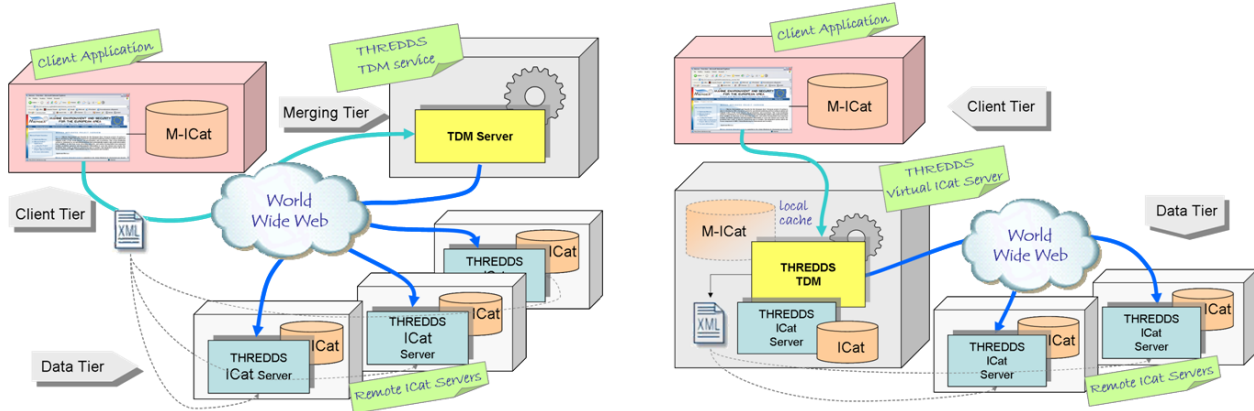 Client Application
M-ICat
THREDDS
TDM service
Merging Tier
TDM Server
Client Tier
XML
World
Wide Web
ICat
THREDDS
ICat
ICat
THREDDS
ICat
Server
ICat
THREDDS
ICat Server
Data Tier
Remote ICat Servers
Client Application
M-ICat
Client Tier
THREDDS
Virtual ICat Server
local
cache
M-ICat
THREDDS
TDM
XML
THREDDS
ICat
Server
ICat
Data Tier
World
Wide Web
ICat
THREDDS
ICat
Server
ICat
THREDDS
ICat
Server
Remote ICat Servers